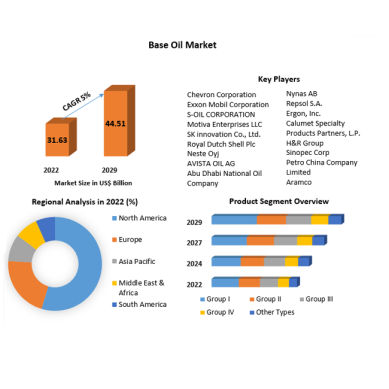 Base Oil Market
CAGR 5%
31.63
44.51
2022
2029
Market Size in US$ Billion
Key Players
Chevron Corporation
Exxon Mobil Corporation
S-OIL CORPORATION
Motiva Enterprises LLC
SK innovation Co., Ltd.
Royal Dutch Shell Plc
Neste Oyj
AVISTA OIL AG
Abu Dhabi National Oil
Company
Nynas AB
Repsol S.A.
Ergon, Inc.
Calumet Specialty
Products Partners, L.P.
H&R Group
Sinopec Corp
Petro China Company
Limited
Aramco
Regional Analysis in 2022 (%)
North America
Europe
Asia Pacific
Middle East &
Africa
South America
Product Segment Overview
2029
2027
2024
2022
Group I
Group II
Group III
Group IV
Other Types